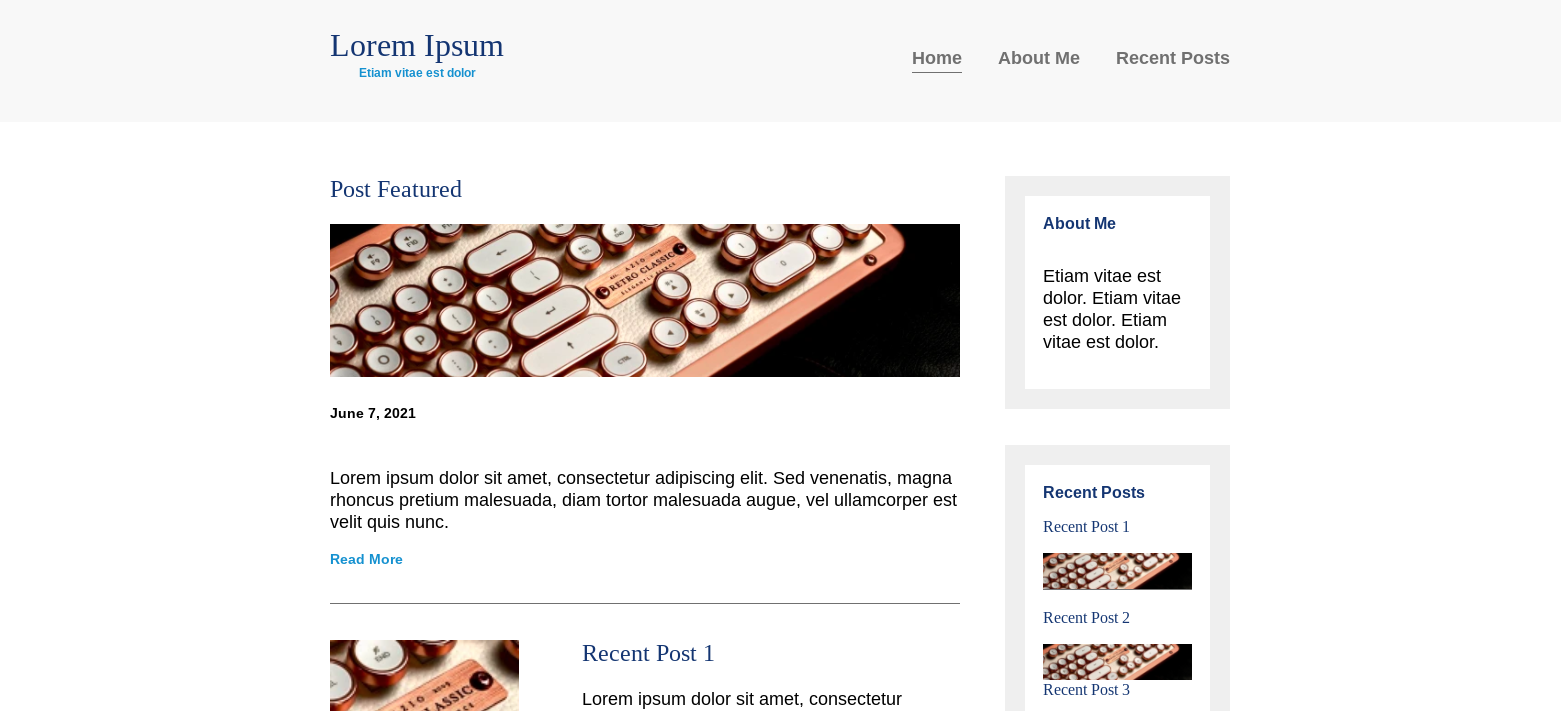 Lorem Ipsum
Etiam vitae est dolor
Home
About Me
Recent Posts
Post Featured
RETRO CLASSIC
CTRL
June 7, 2021
Lorem ipsum dolor sit amet, consectetur adipiscing elit. Sed venenatis, magna
rhoncus pretium malesuada, diam tortor malesuada augue, vel ullamcorper est
velit quis nunc.
Read More
Recent Post 1
Lorem ipsum dolor sit amet, consectetur
About Me
Etiam vitae est
dolor. Etiam vitae
est dolor. Etiam
vitae est dolor.
Recent Posts
Recent Post 1
Recent Post 2
Recent Post 3